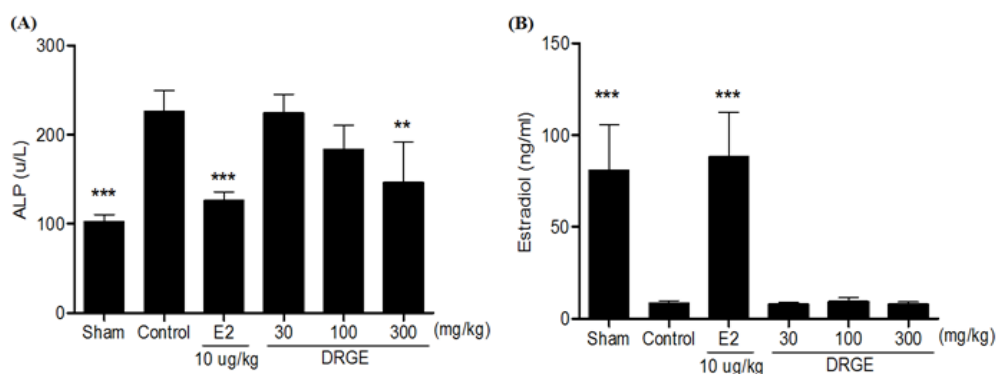 (A)
300
200
100
0
ALP (u/L)
***
***
**
Sham Control E2 30 100 300 (mg/kg)
10 ug/kg DRGE
(B)
150
100
50
0
Estradiol (ng/ml)
***
***
Sham Control E2 30 100 300 (mg/kg)
10 ug/kg DRGE